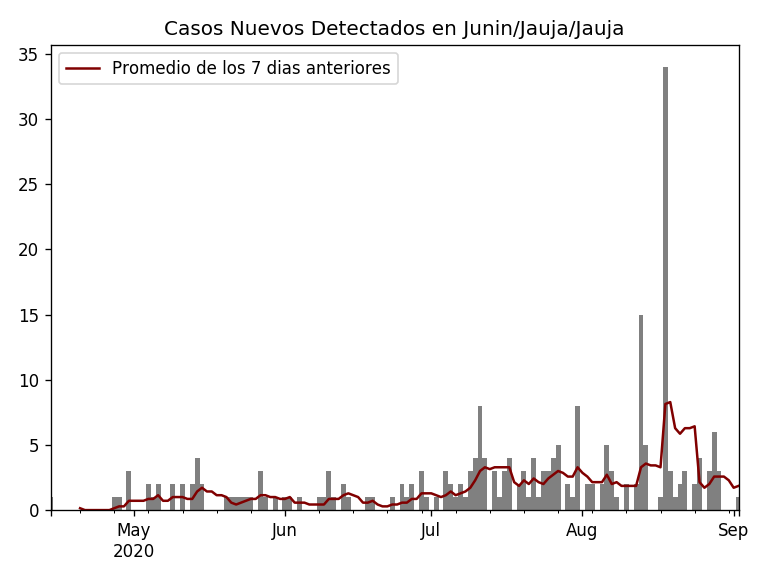 Casos Nuevos Detectados en Junin/Jauja/Jauja
Promedio de los 7 dias anteriores
35
30
25
20
15
10
5
0
May
2020
Jun
Jul
Aug
Sep